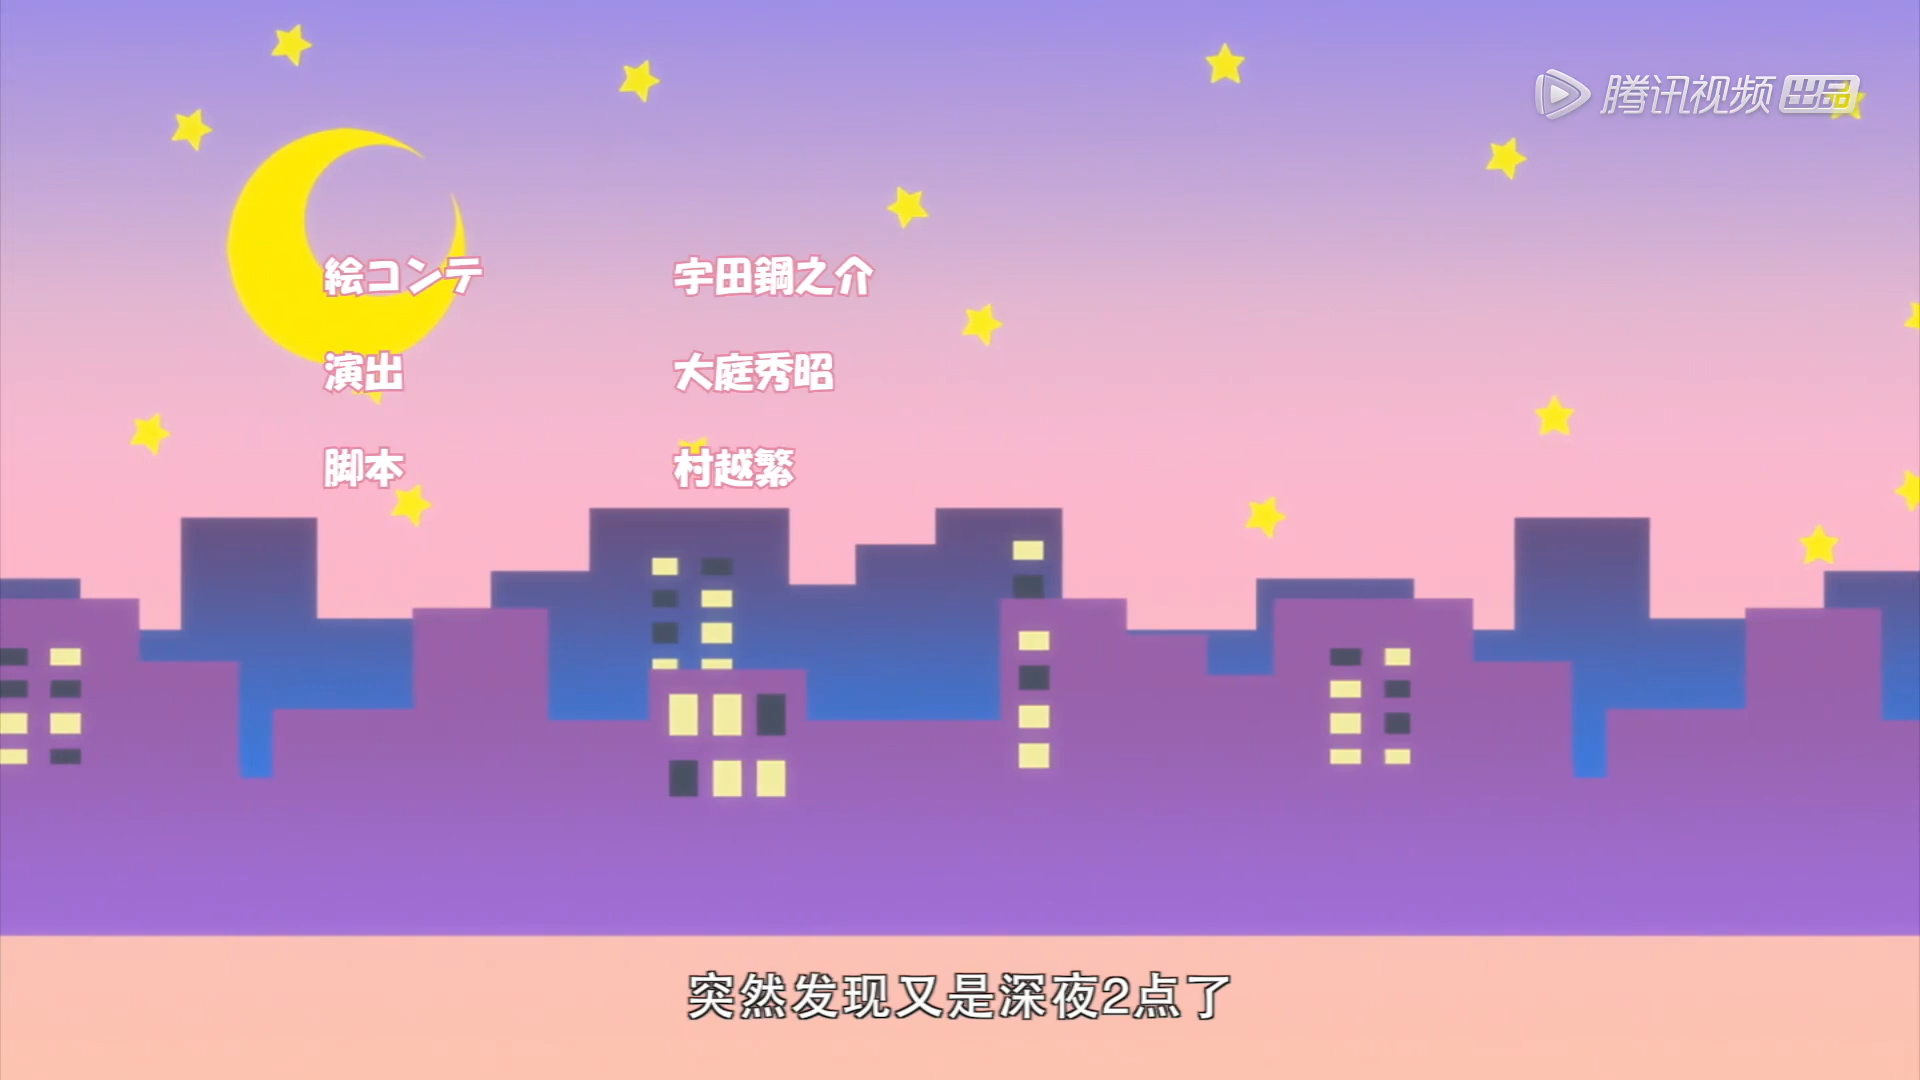 腾讯视频 出品
絵コンテ 宇田鋼之介
演出 大庭秀昭
脚本 村越繁
突然发现又是深夜2点了